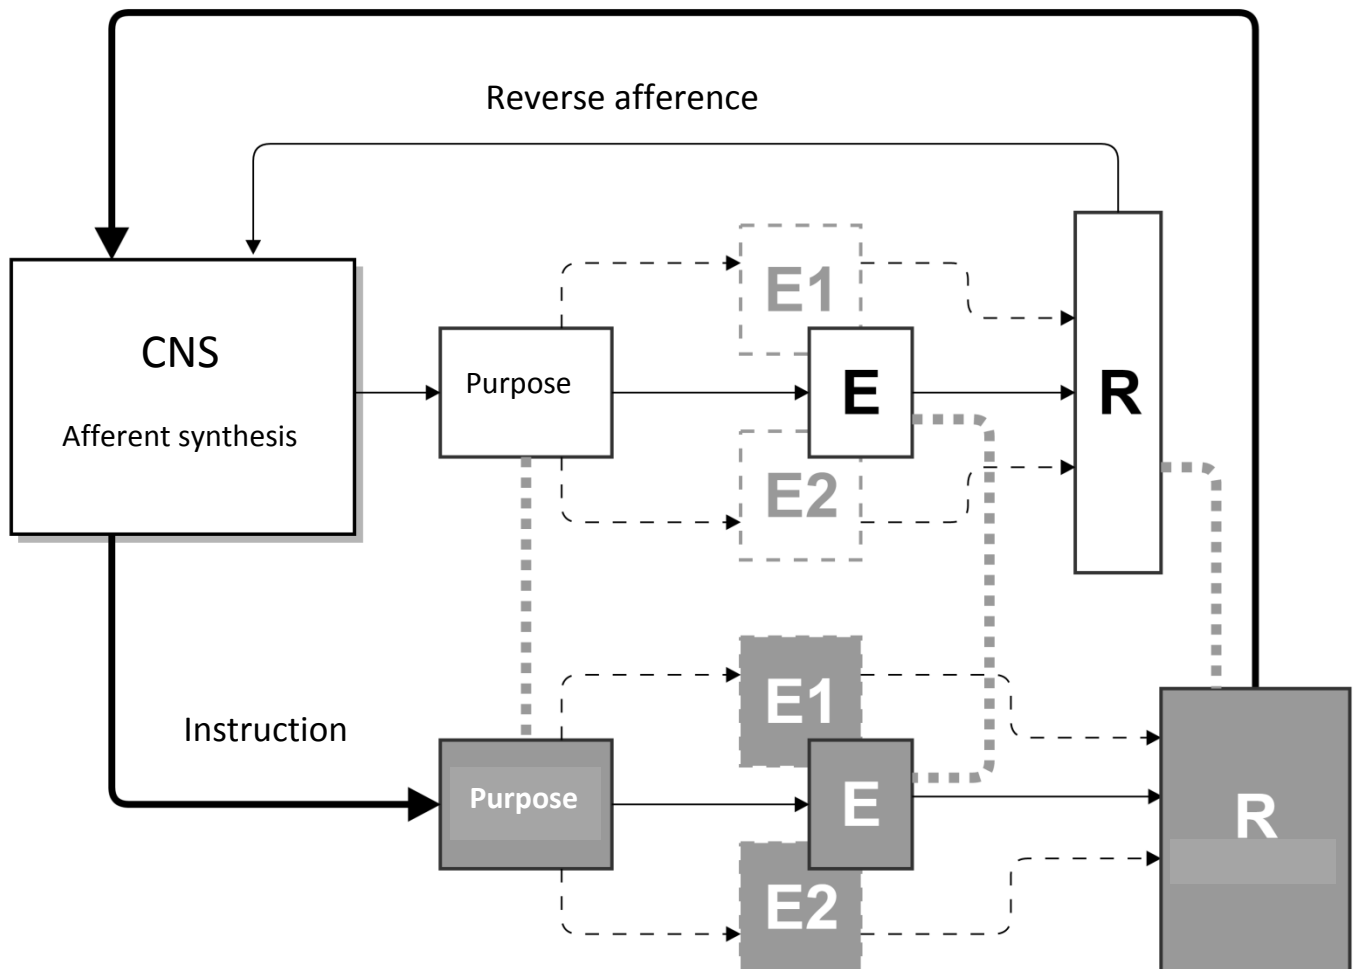 Reverse afference
E1
CNS
Purpose
E
R
Afferent synthesis
E2
E1
Instruction
Purpose
E
R
E2